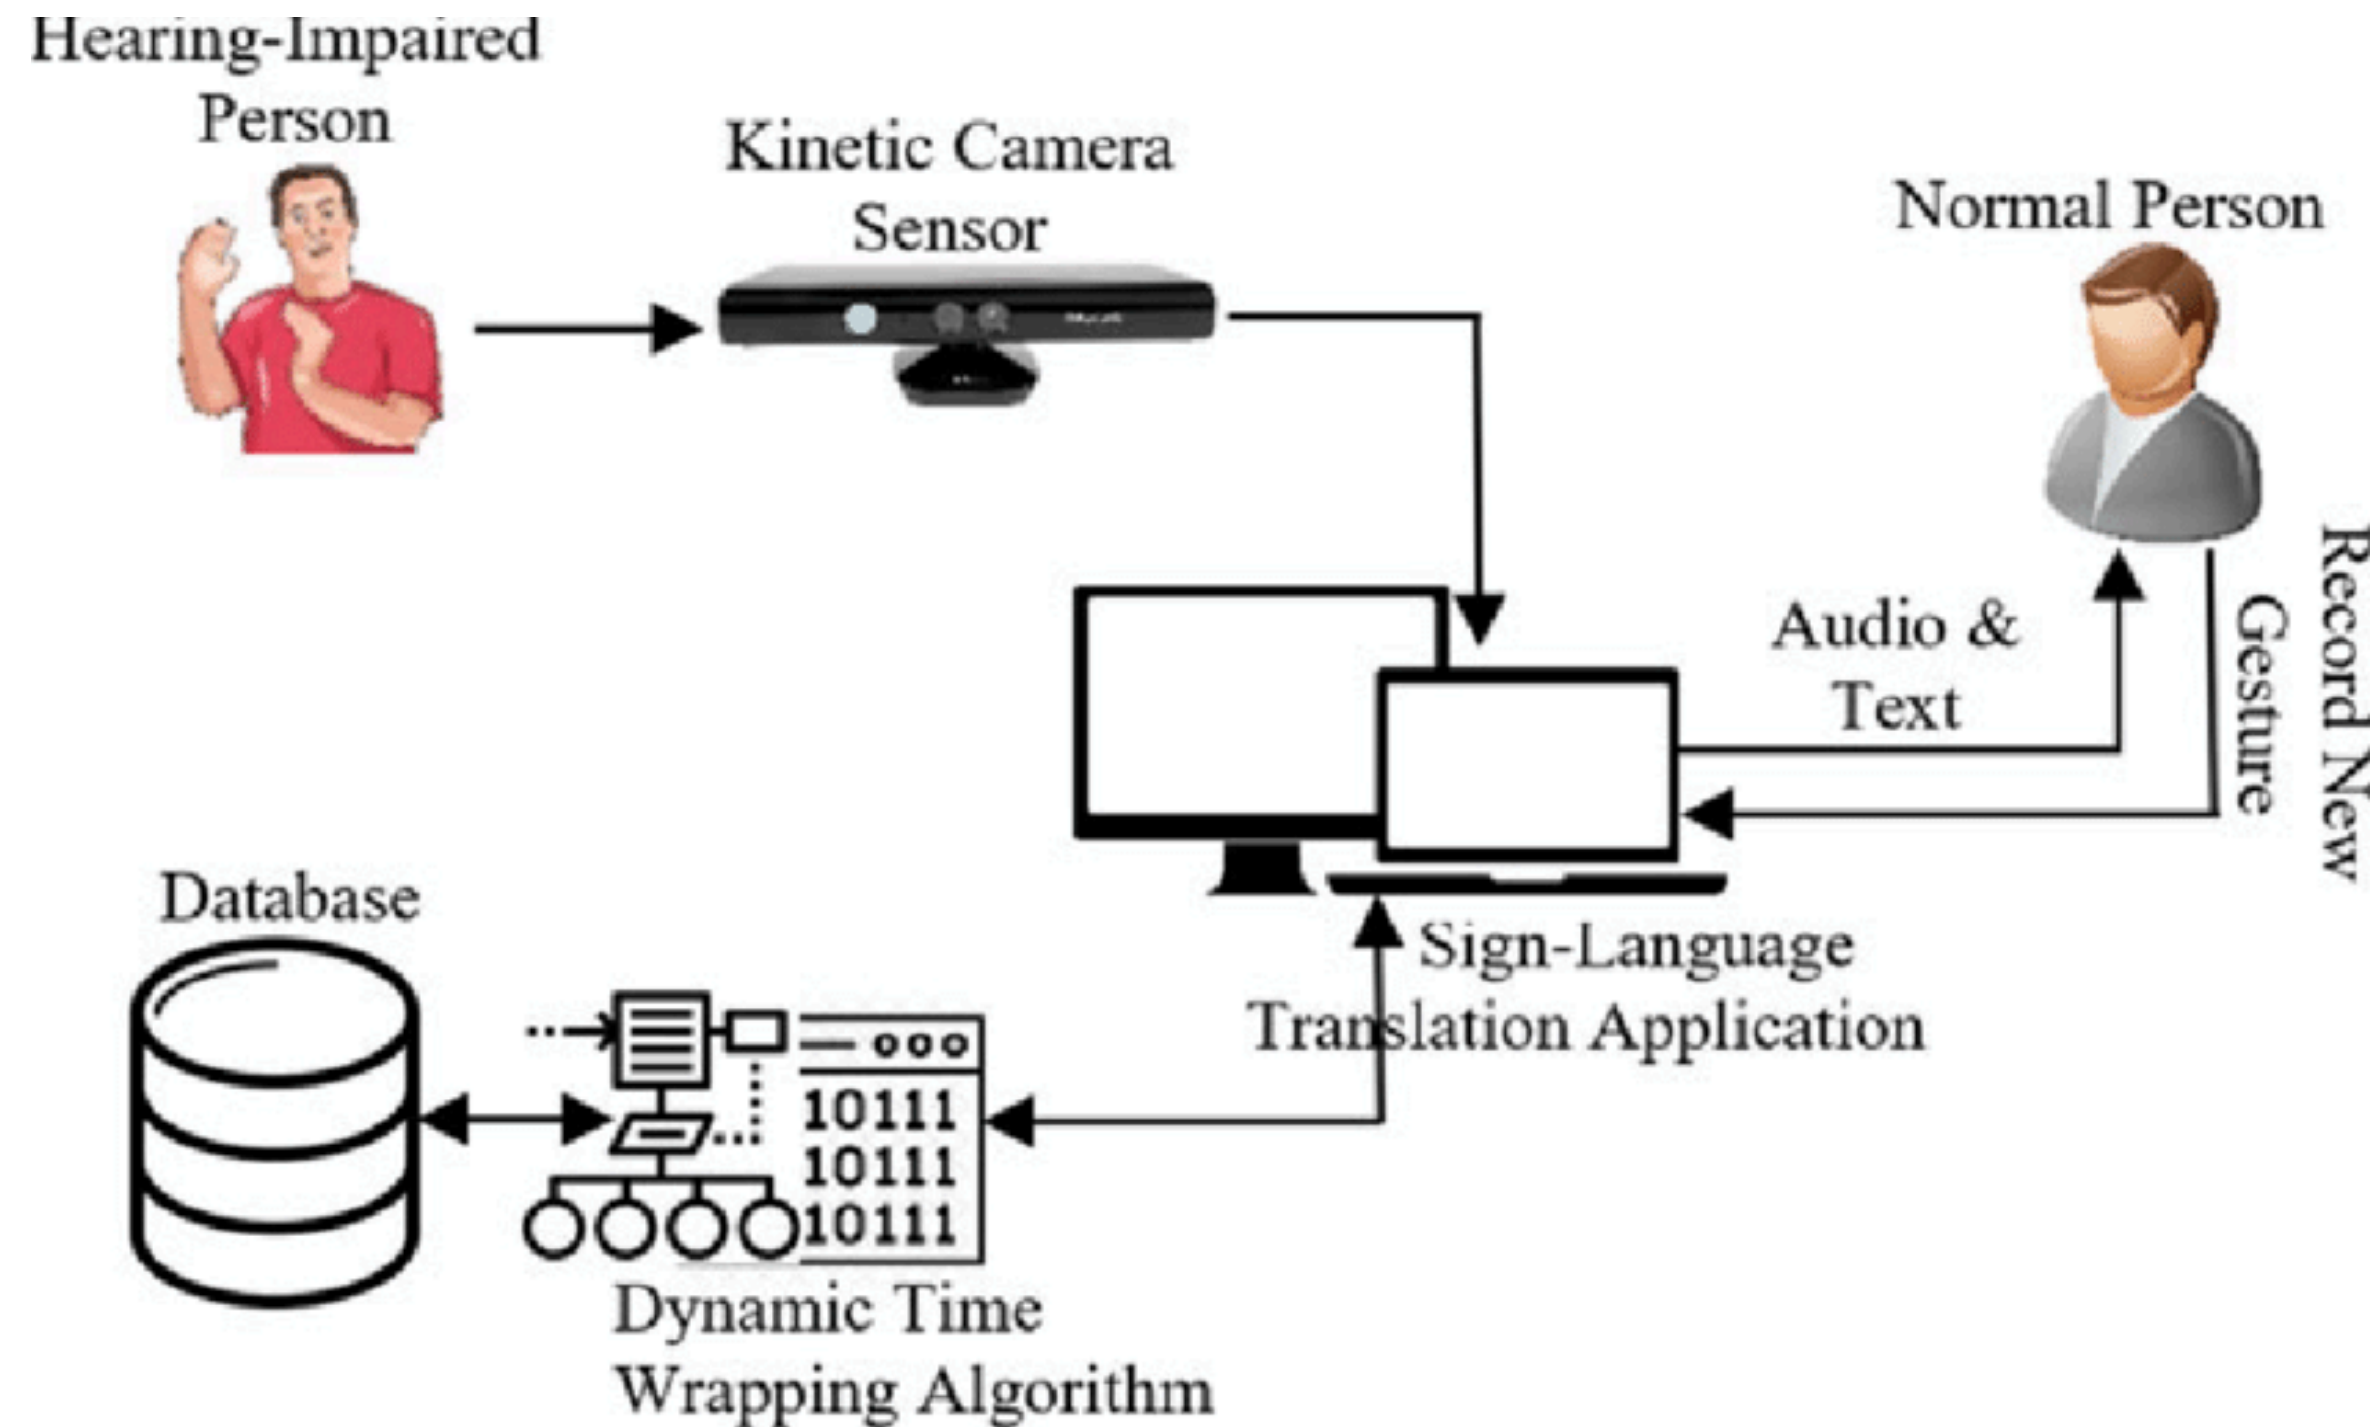 Hearing-Impaired
Person
Kinetic Camera
Sensor
Normal Person
Audio &
Text
Record New
Gesture
Database
Sign-Language
Translation Application
10111
10111
10111
Dynamic Time
Wrapping Algorithm